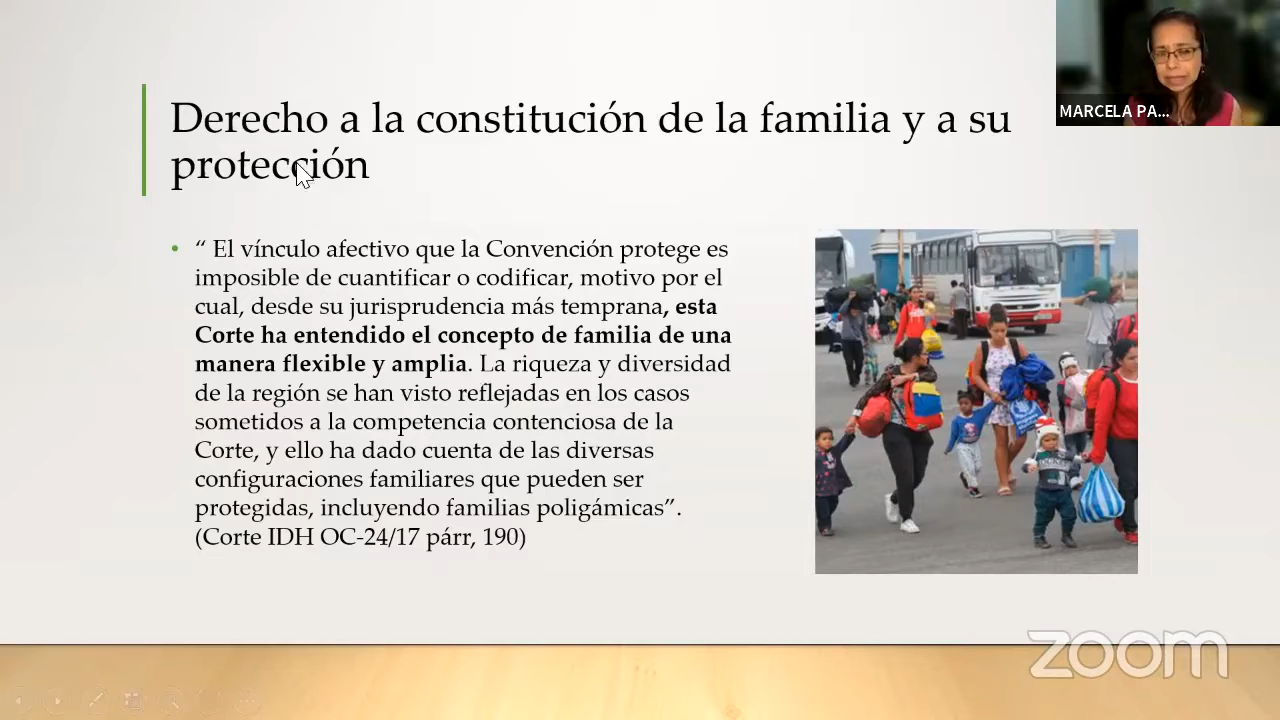 Derecho a la constitución de la familia y a su
protección
MARCELA PA...
• “ El vínculo afectivo que la Convención protege es
imposible de cuantificar o codificar, motivo por el
cual, desde su jurisprudencia más temprana, esta
Corte ha entendido el concepto de familia de una
manera flexible y amplia. La riqueza y diversidad
de la región se han visto reflejadas en los casos
sometidos a la competencia contenciosa de la
Corte, y ello ha dado cuenta de las diversas
configuraciones familiares que pueden ser
protegidas, incluyendo familias poligámicas”.
(Corte IDH OC-24/17 párr, 190)
zoom